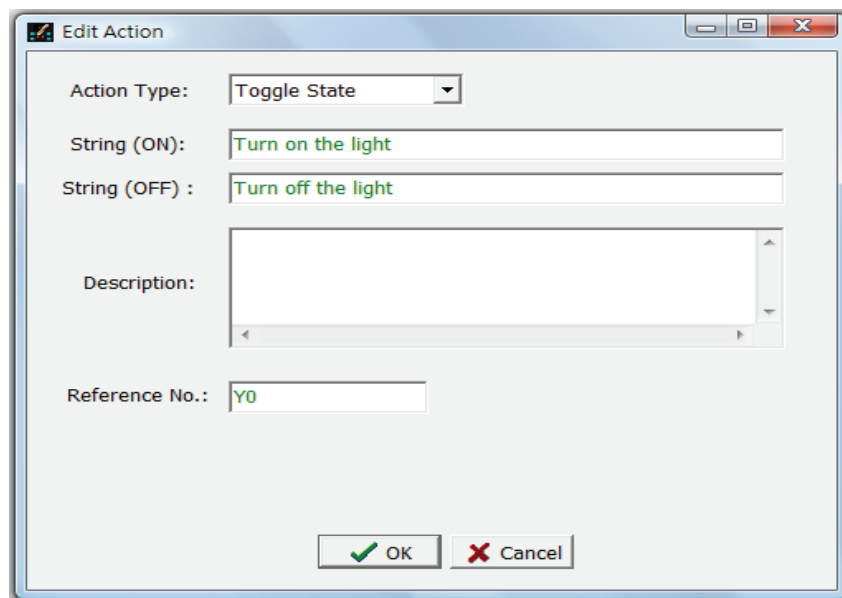 Edit Action
Action Type: Toggle State
String (ON): Turn on the light
String (OFF) : Turn off the light
Description:
Reference No.: Y0
OK Cancel